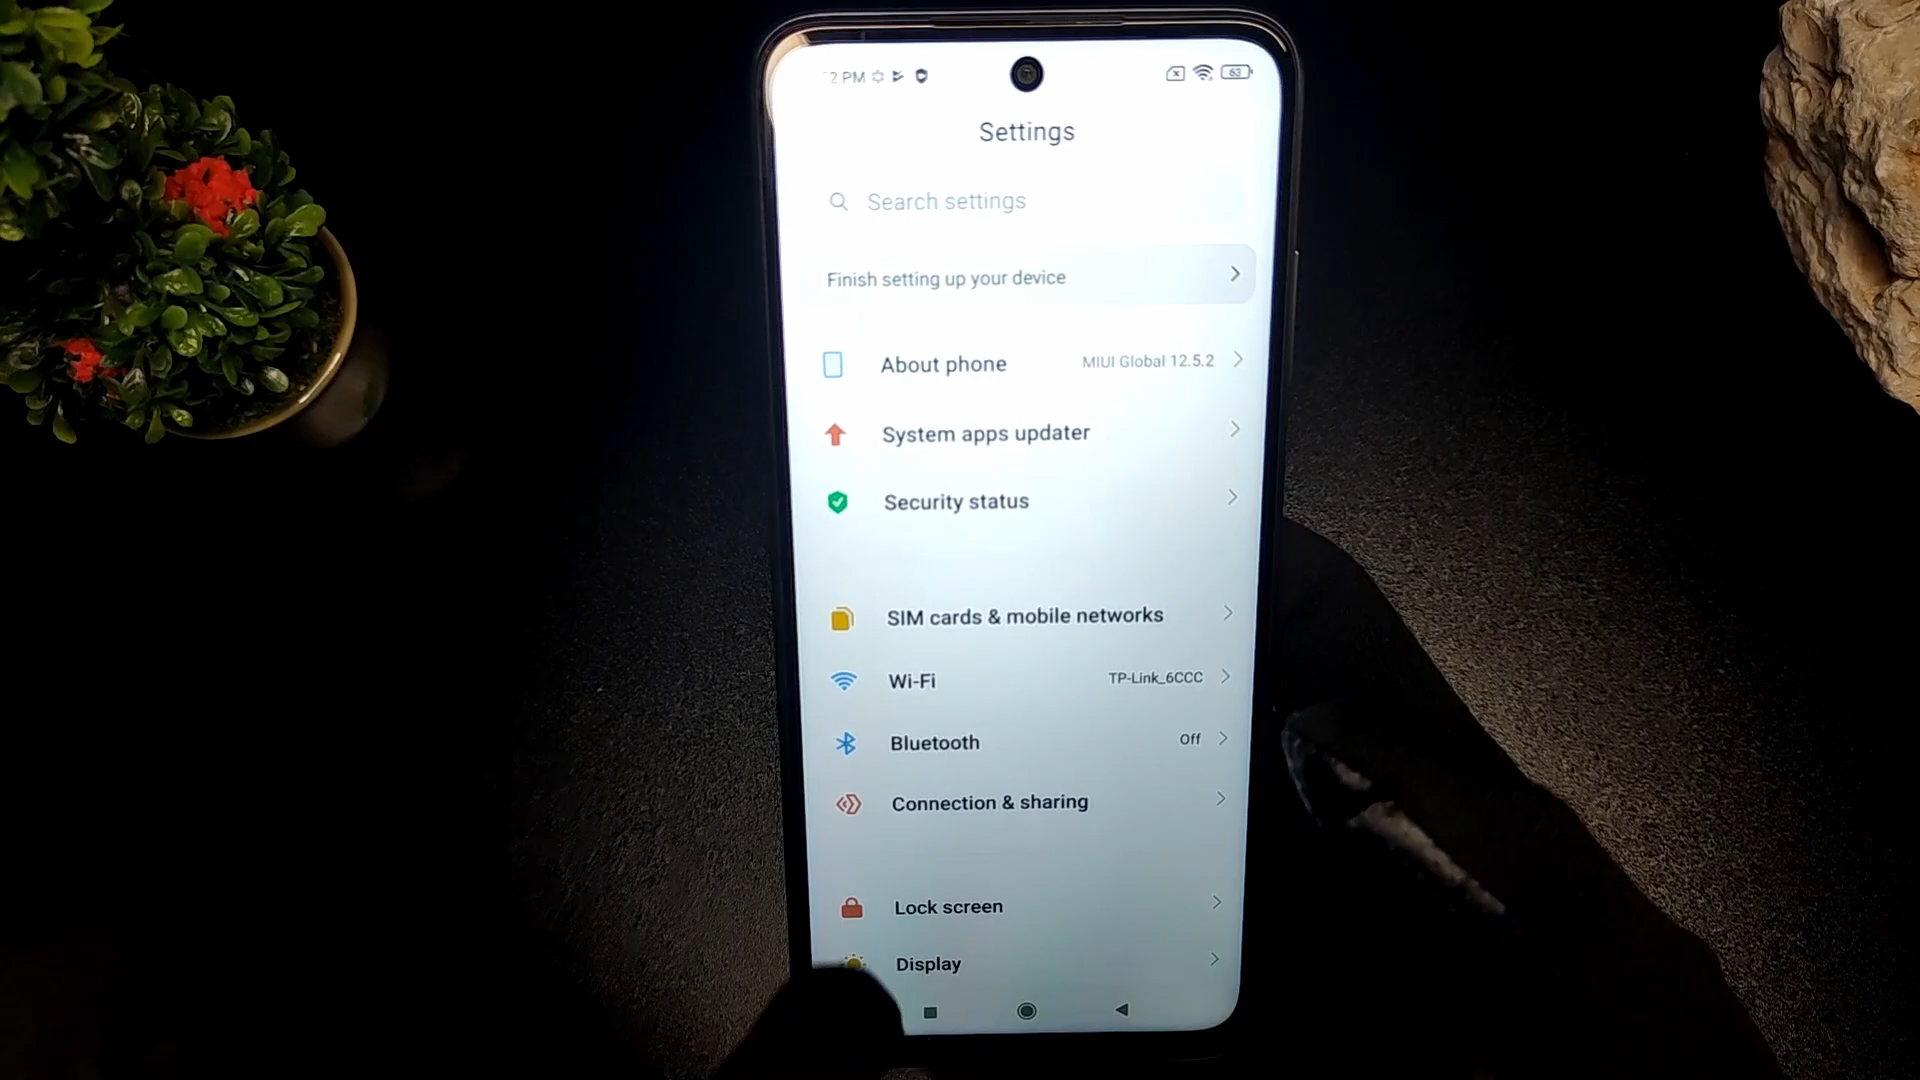 2 PM 63
Settings
Search settings
Finish setting up your device
About phone MIUI Global 12.5.2
System apps updater
Security status
SIM cards & mobile networks
Wi-Fi TP-Link_6CCC
Bluetooth Off
Connection & sharing
Lock screen
Display